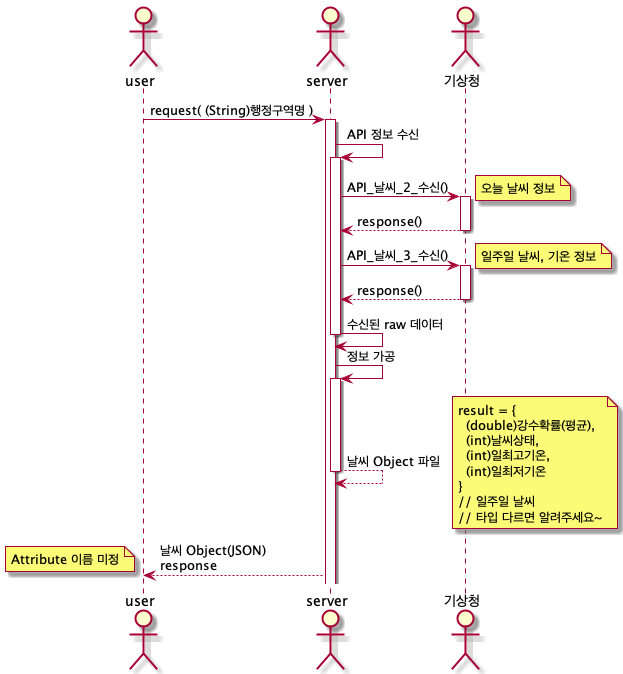 user
server
기상청
request( (String)행정구역명 )
API 정보 수신
API_날씨_2_수신()
오늘 날씨 정보
response()
API_날씨_3_수신()
일주일 날씨, 기온 정보
response()
수신된 raw 데이터
정보 가공
result = {
(double)강수확률(평균),
(int)날씨상태,
(int)일최고기온,
(int)일최저기온
}
// 일주일 날씨
// 타입 다르면 알려주세요~
날씨 Object 파일
날씨 Object(JSON)
response
Attribute 이름 미정
user
server
기상청